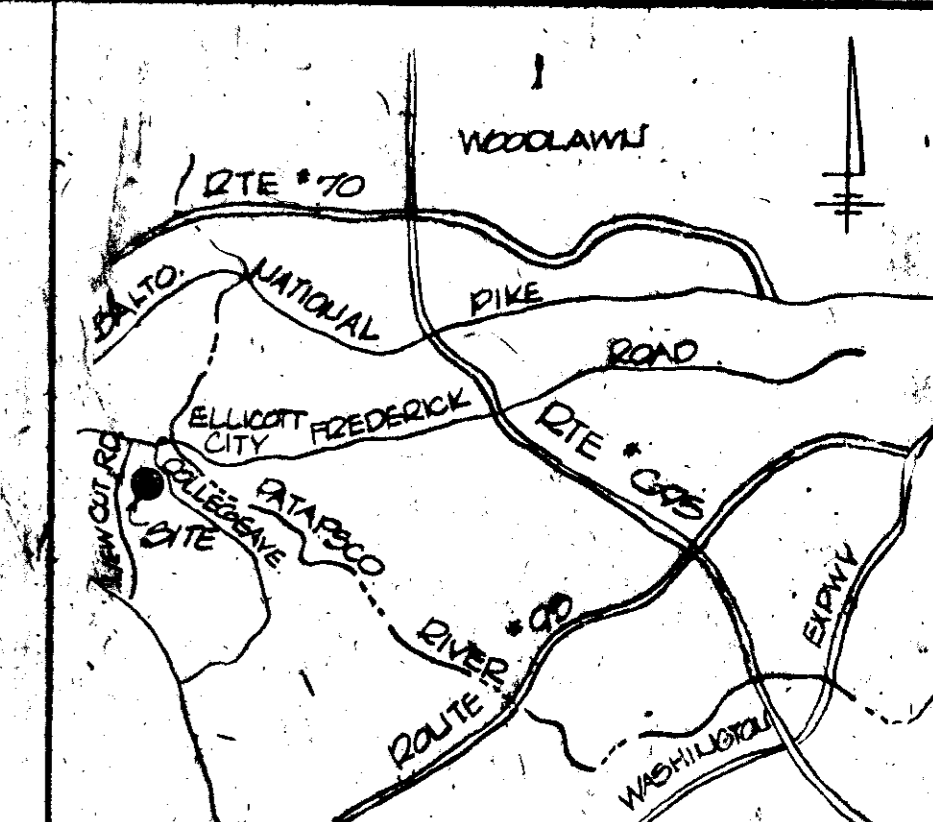 WOODLAWN
RTE #70
BALTO. NATIONAL PIKE
ROAD
ELLICOTT
CITY
FREDERICK
RTE # 695
NEW CUT RD
COLLEGE AVE.
SITE
PATAPSCO
RIVER
ROUTE #
EXPWY
WASHINGTON